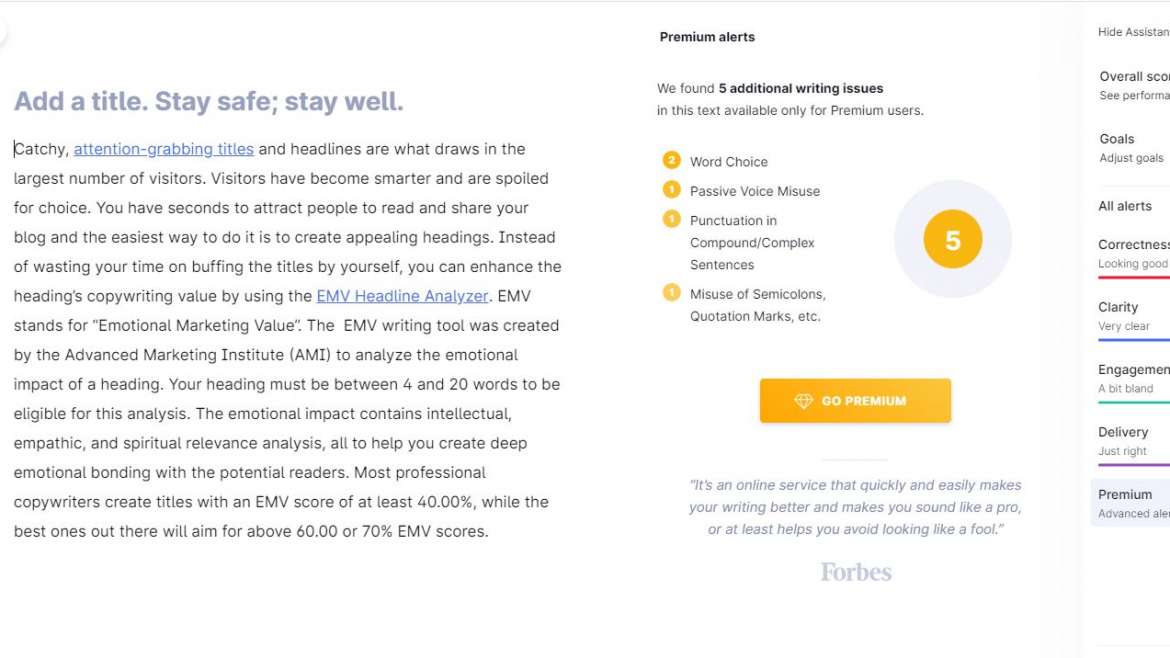 Add a title. Stay safe; stay well.
Catchy, attention-grabbing titles and headlines are what draws in the
largest number of visitors. Visitors have become smarter and are spoiled
for choice. You have seconds to attract people to read and share your
blog and the easiest way to do it is to create appealing headings. Instead
of wasting your time on buffing the titles by yourself, you can enhance the
heading’s copywriting value by using the EMV Headline Analyzer. EMV
stands for “Emotional Marketing Value”. The  EMV writing tool was created
by the Advanced Marketing Institute (AMI) to analyze the emotional
impact of a heading. Your heading must be between 4 and 20 words to be
eligible for this analysis. The emotional impact contains intellectual,
empathic, and spiritual relevance analysis, all to help you create deep
emotional bonding with the potential readers. Most professional
copywriters create titles with an EMV score of at least 40.00%, while the
best ones out there will aim for above 60.00 or 70% EMV scores.
Premium alerts
We found 5 additional writing issues
in this text available only for Premium users.
2 Word Choice
1 Passive Voice Misuse
1 Punctuation in
Compound/Complex
Sentences
1 Misuse of Semicolons,
Quotation Marks, etc.
5
GO PREMIUM
“It’s an online service that quickly and easily makes
your writing better and makes you sound like a pro,
or at least helps you avoid looking like a fool.”
Forbes
Hide Assistan
Overall sco
See performa
Goals
Adjust goals
All alerts
Correctness
Looking good
Clarity
Very clear
Engagemen
A bit bland
Delivery
Just right
Premium
Advanced ale